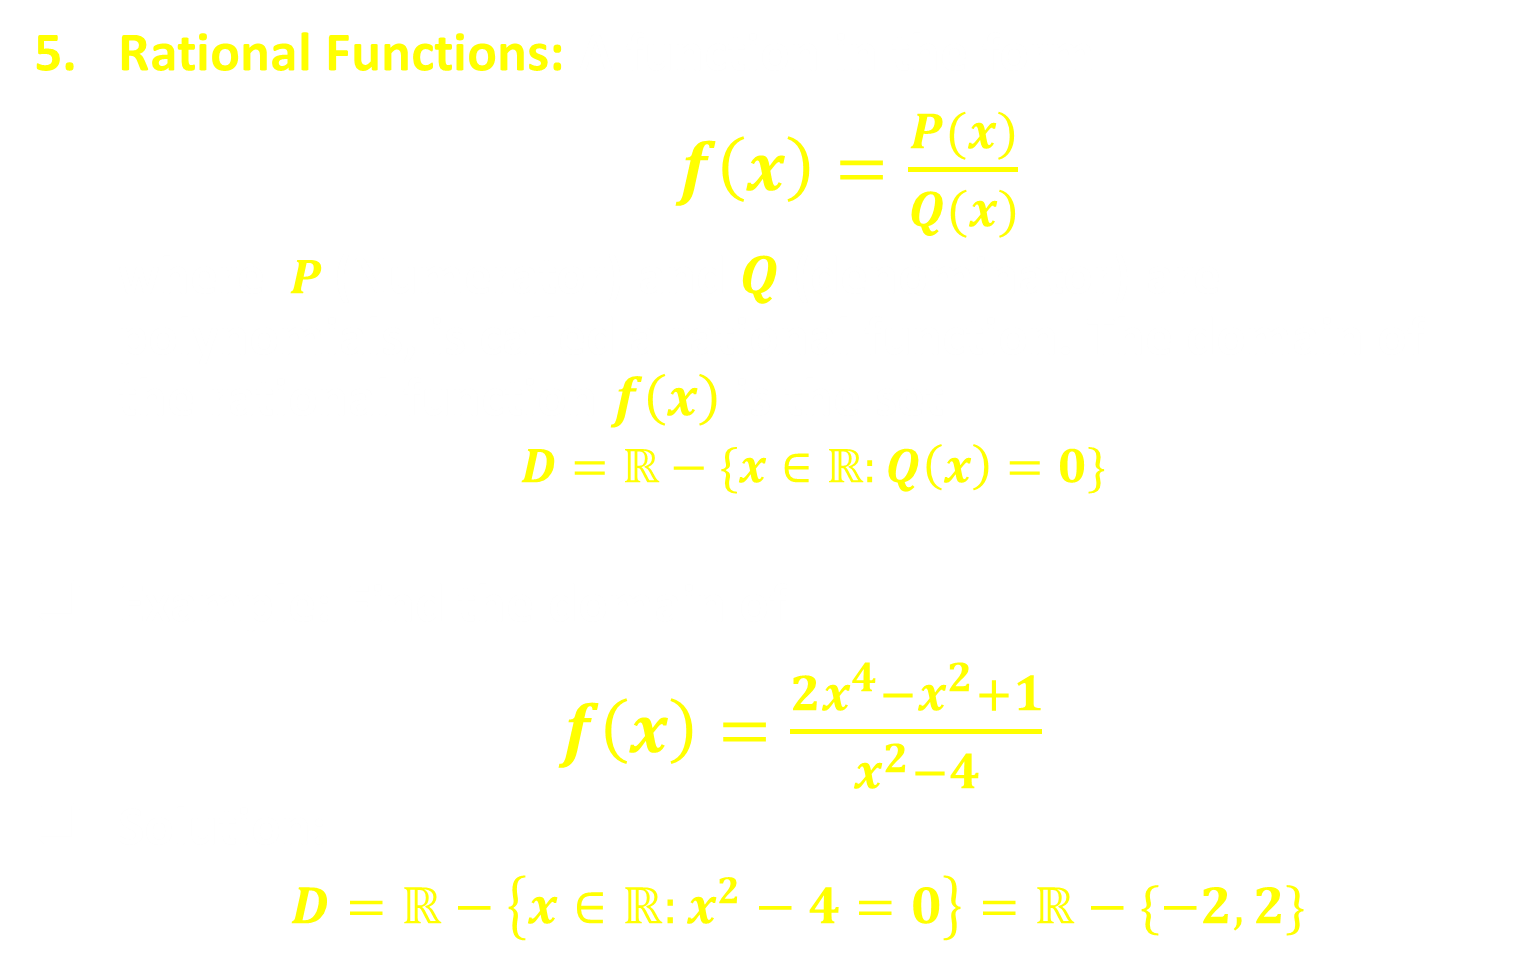 5. Rational Functions:
f(x) = P(x)/Q(x)
P Q
f(x)
D = ℝ − {x ∈ ℝ: Q(x) = 0}
f(x) = (2x⁴−x²+1)/(x²−4)
D = ℝ − {x ∈ ℝ: x² − 4 = 0} = ℝ − {−2, 2}